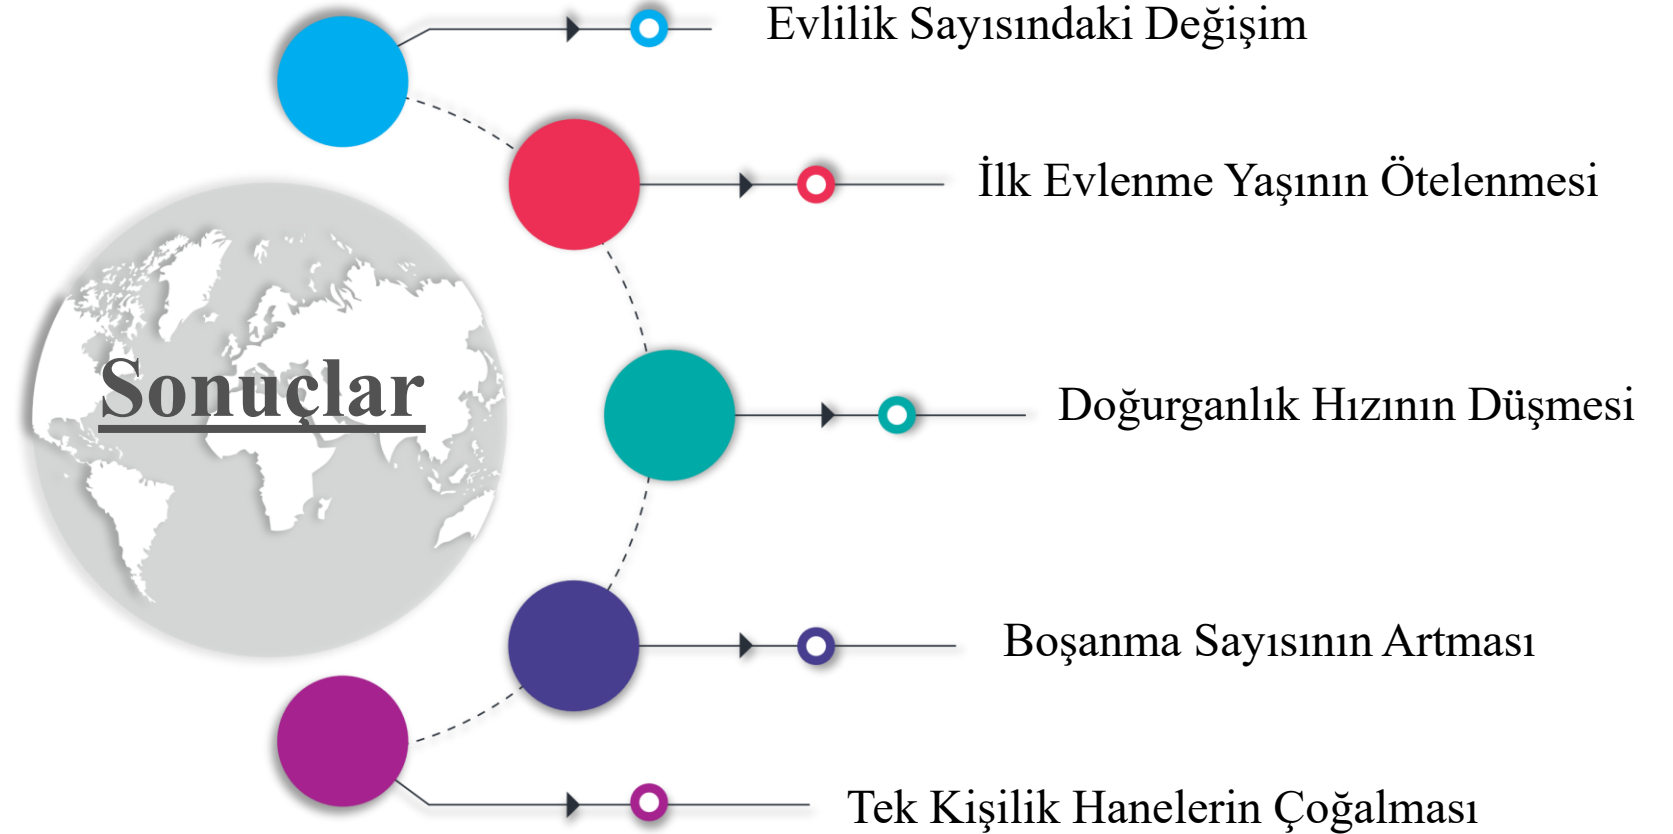 Evlilik Sayısındaki Değişim
İlk Evlenme Yaşının Ötelenmesi
Sonuçlar
Doğurganlık Hızının Düşmesi
Boşanma Sayısının Artması
Tek Kişilik Hanelerin Çoğalması